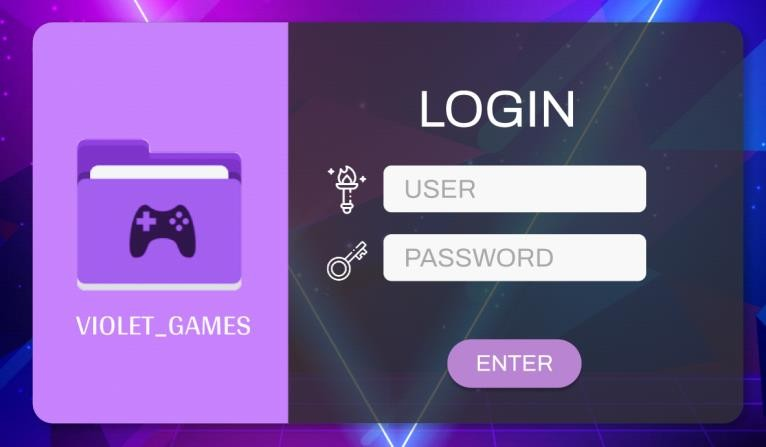 LOGIN
USER
PASSWORD
ENTER
VIOLET_GAMES